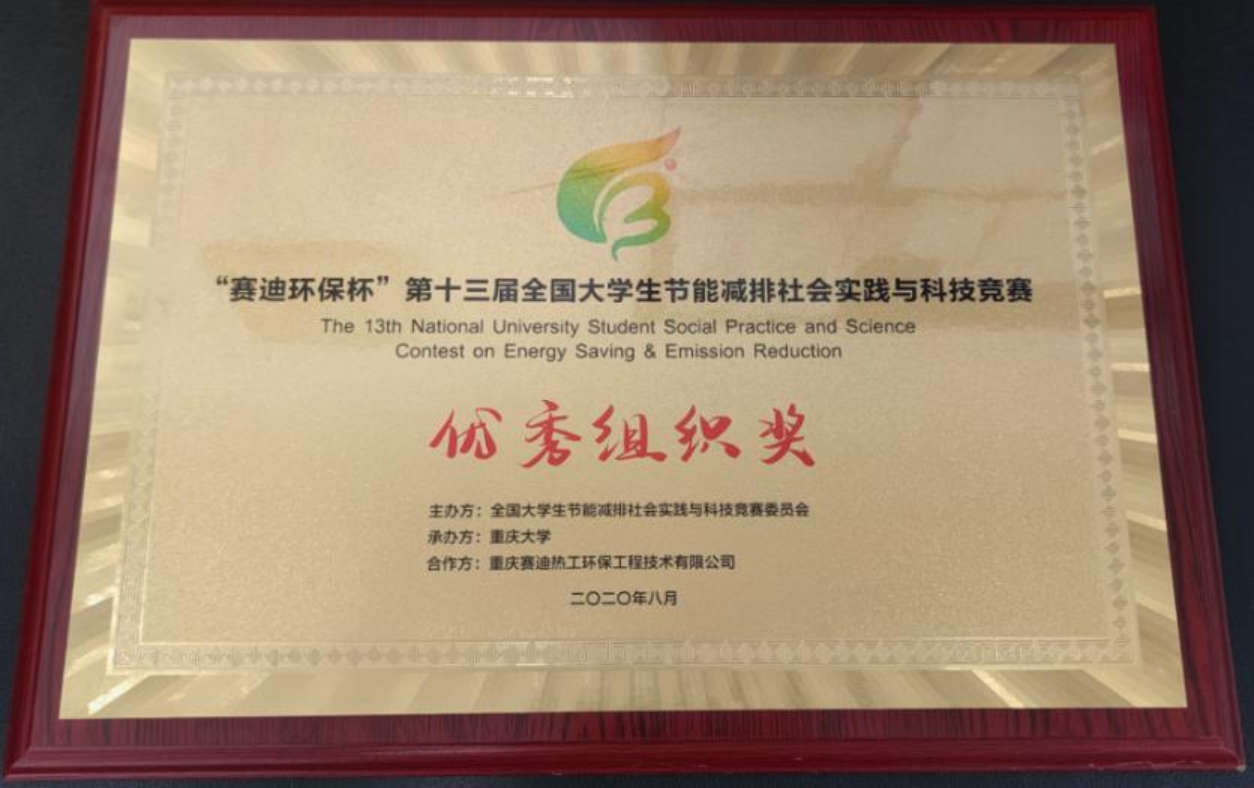 “赛迪环保杯”第十三届全国大学生节能减排社会实践与科技竞赛
The 13th National University Student Social Practice and Science
Contest on Energy Saving & Emission Reduction
优秀组织奖
主办方：全国大学生节能减排社会实践与科技竞赛委员会
承办方：重庆大学
合作方：重庆赛迪热工环保工程技术有限公司
二〇二〇年八月